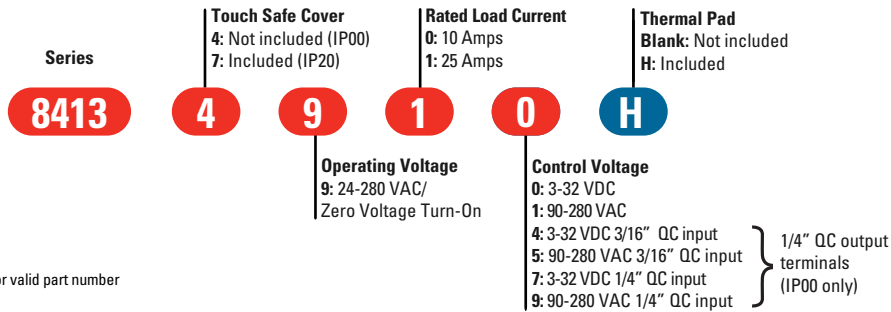 Touch Safe Cover
4: Not included (IP00)
7: Included (IP20)
Rated Load Current
0: 10 Amps
1: 25 Amps
Thermal Pad
Blank: Not included
H: Included
Series
8413
4
9
1
0
H
Operating Voltage
9: 24-280 VAC/
Zero Voltage Turn-On
Control Voltage
0: 3-32 VDC
1: 90-280 VAC
4: 3-32 VDC 3/16” QC input
5: 90-280 VAC 3/16” QC input
7: 3-32 VDC 1/4” QC input
9: 90-280 VAC 1/4” QC input
1/4” QC output
terminals
(IP00 only)
or valid part number